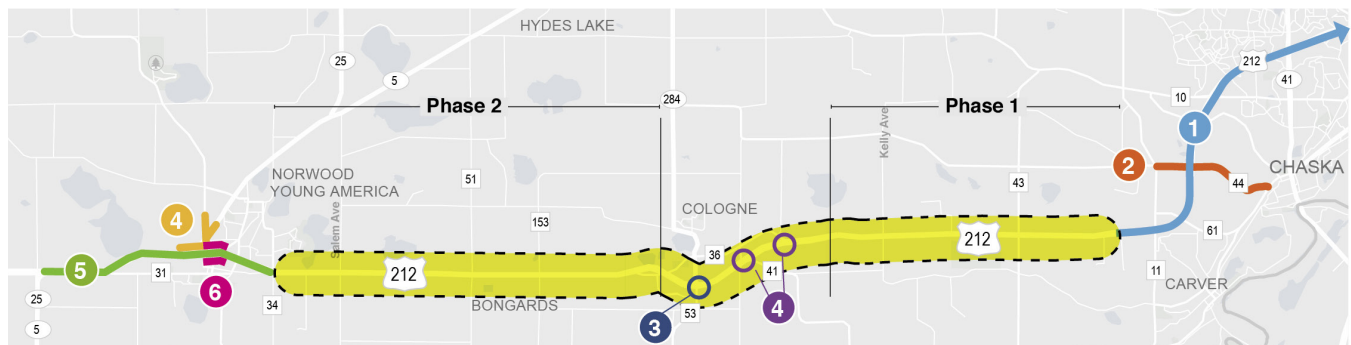 HYDES LAKE
25
5
212
41
Phase 2
284
Phase 1
10
1
Kelly Ave
2
CHASKA
NORWOOD
YOUNG AMERICA
51
43
44
COLOGNE
4
153
Salem Ave
36
212
61
5
31
212
41
11
6
CARVER
25
34
BONGARDS
53
3
4
5